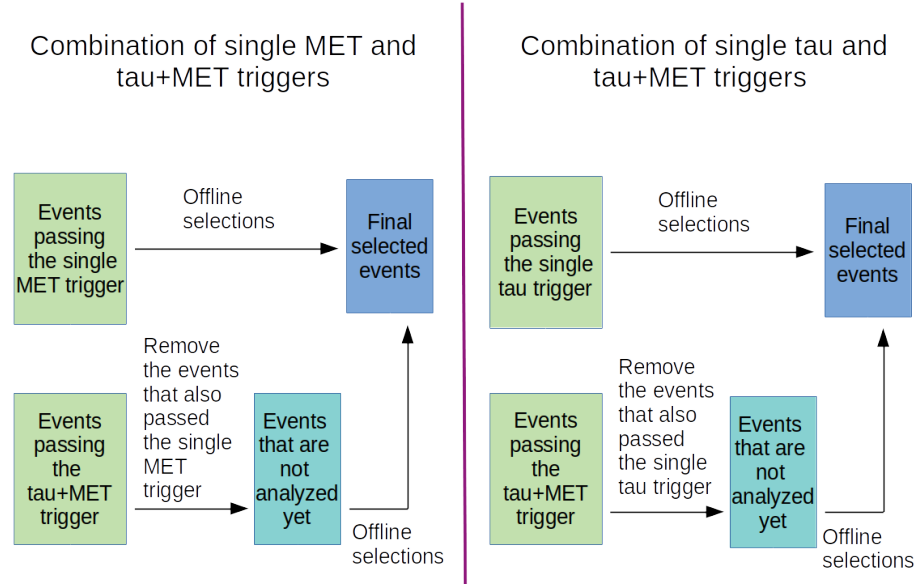 Combination of single MET and
tau+MET triggers
Events
passing
the single
MET trigger
Offline
selections
Final
selected
events
Events
passing
the
tau+MET
trigger
Remove
the events
that also
passed
the single
MET
trigger
Events
that are
not
analyzed
yet
Offline
selections
Combination of single tau and
tau+MET triggers
Events
passing
the single
tau trigger
Offline
selections
Final
selected
events
Events
passing
the
tau+MET
trigger
Remove
the events
that also
passed
the single
tau trigger
Events
that are
not
analyzed
yet
Offline
selections